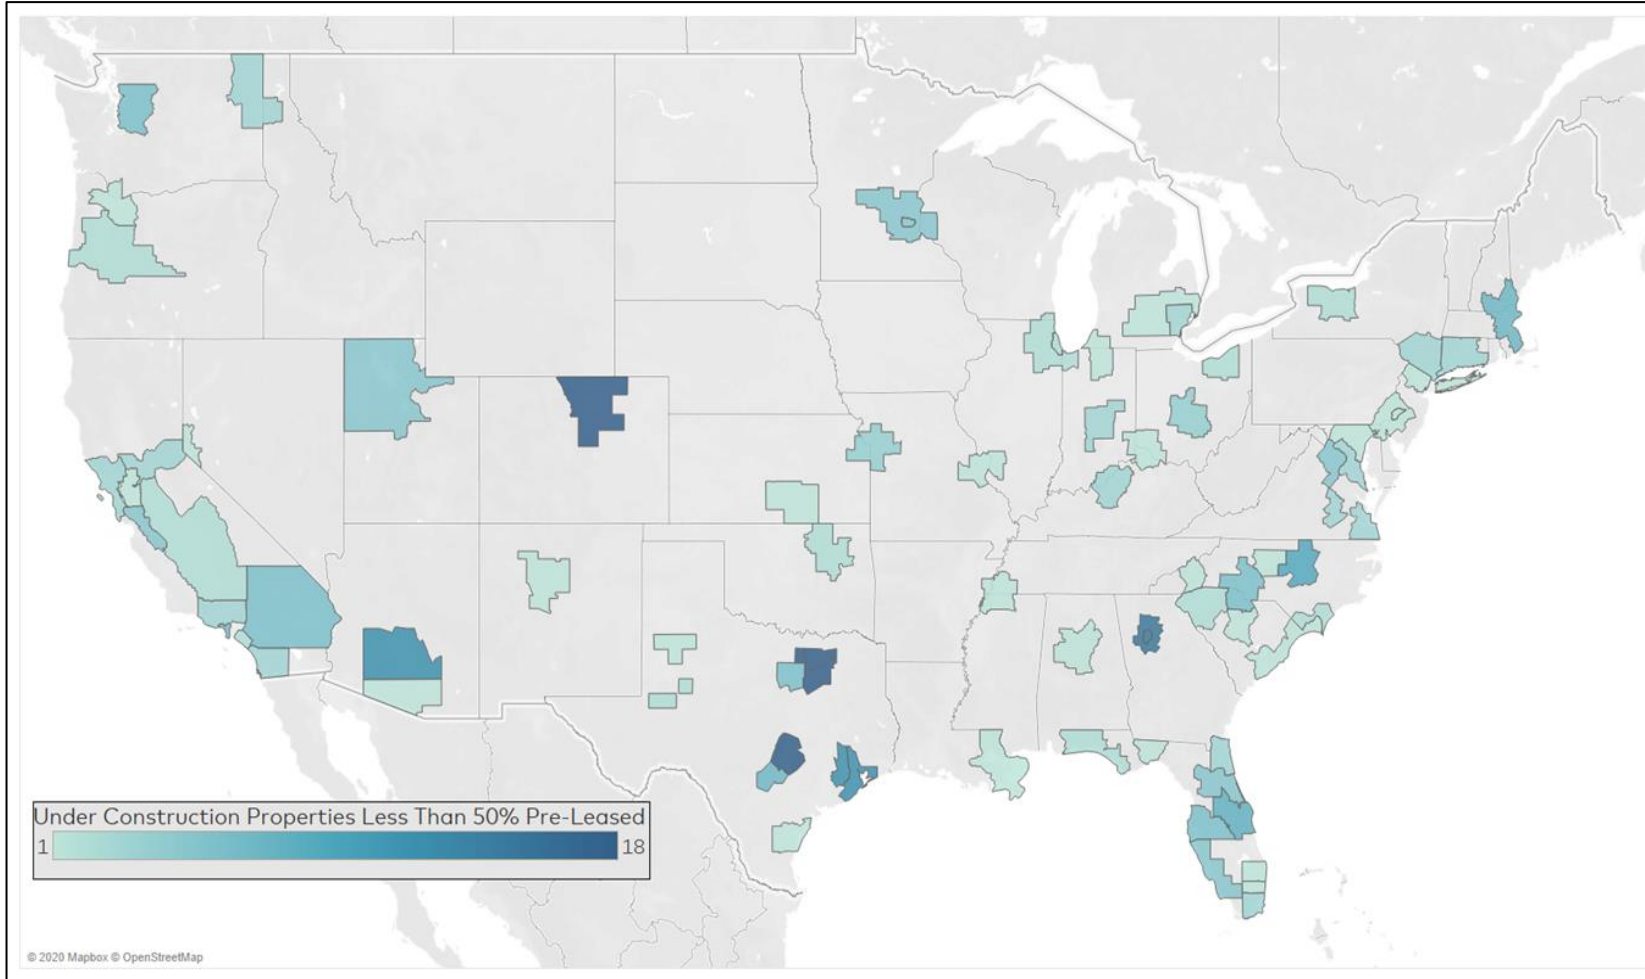 Under Construction Properties Less Than 50% Pre-Leased
1 18
© 2020 Mapbox © OpenStreetMap